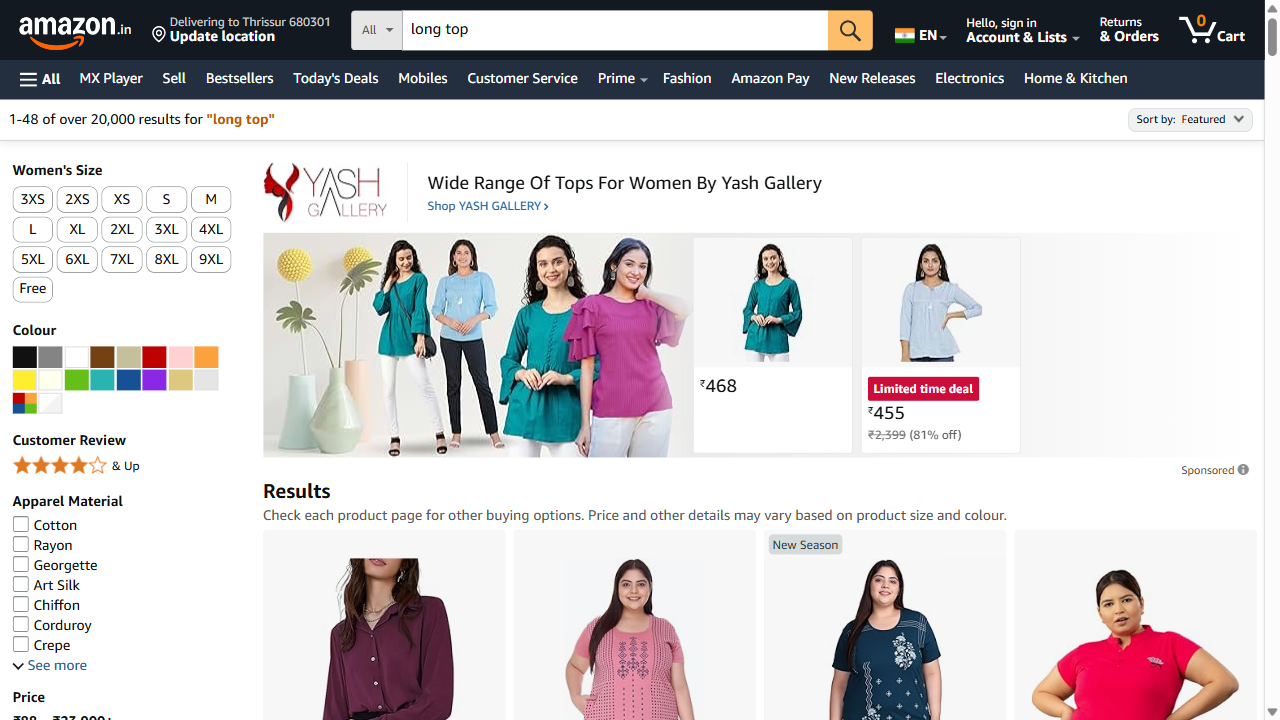 amazon.in
Delivering to Thrissur 680301
Update location
All
long top
EN
Hello, sign in
Account & Lists
Returns
& Orders
0
Cart
All
MX Player
Sell
Bestsellers
Today's Deals
Mobiles
Customer Service
Prime
Fashion
Amazon Pay
New Releases
Electronics
Home & Kitchen
1-48 of over 20,000 results for "long top"
Sort by: Featured
Women's Size
3XS 2XS XS S M
L XL 2XL 3XL 4XL
5XL 6XL 7XL 8XL 9XL
Free
Colour
Customer Review
& Up
Apparel Material
Cotton
Rayon
Georgette
Art Silk
Chiffon
Corduroy
Crepe
See more
Price
₹88 – ₹23,000+
YASH
GALLERY
Wide Range Of Tops For Women By Yash Gallery
Shop YASH GALLERY ›
₹468
Limited time deal
₹455
₹2,399 (81% off)
Sponsored
Results
Check each product page for other buying options. Price and other details may vary based on product size and colour.
New Season